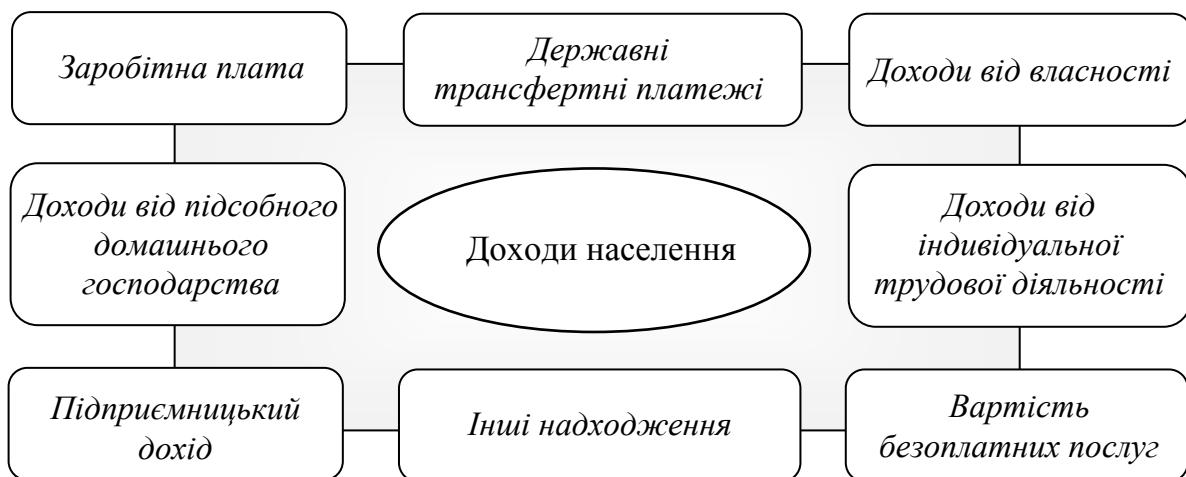 Заробітна плата
Державні
трансфертні платежі
Доходи від власності
Доходи від підсобного
домашнього
господарства
Доходи населення
Доходи від
індивідуальної
трудової діяльності
Підприємницький
дохід
Інші надходження
Вартість
безоплатних послуг